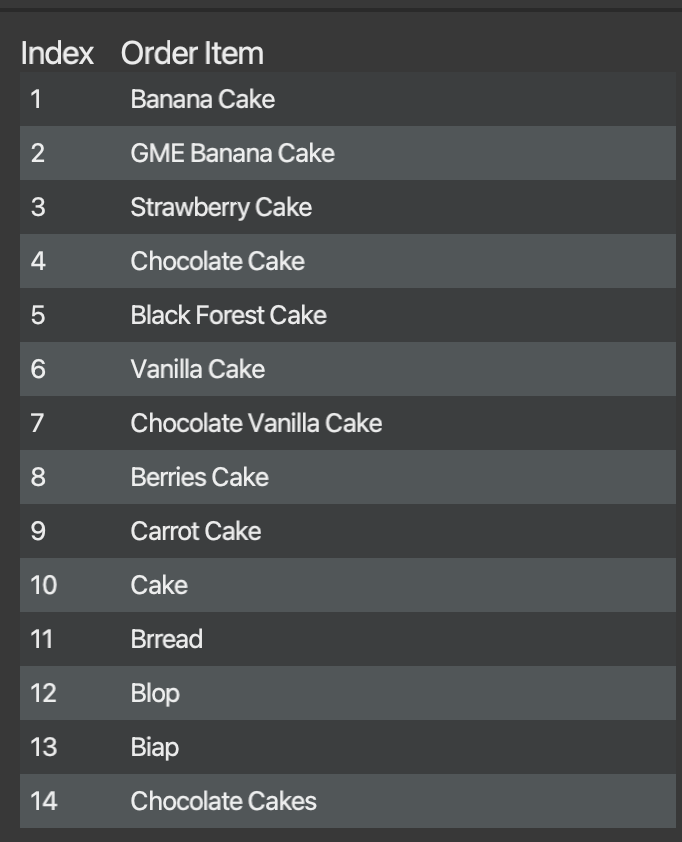 Index Order Item
1 Banana Cake
2 GME Banana Cake
3 Strawberry Cake
4 Chocolate Cake
5 Black Forest Cake
6 Vanilla Cake
7 Chocolate Vanilla Cake
8 Berries Cake
9 Carrot Cake
10 Cake
11 Brread
12 Blop
13 Biap
14 Chocolate Cakes